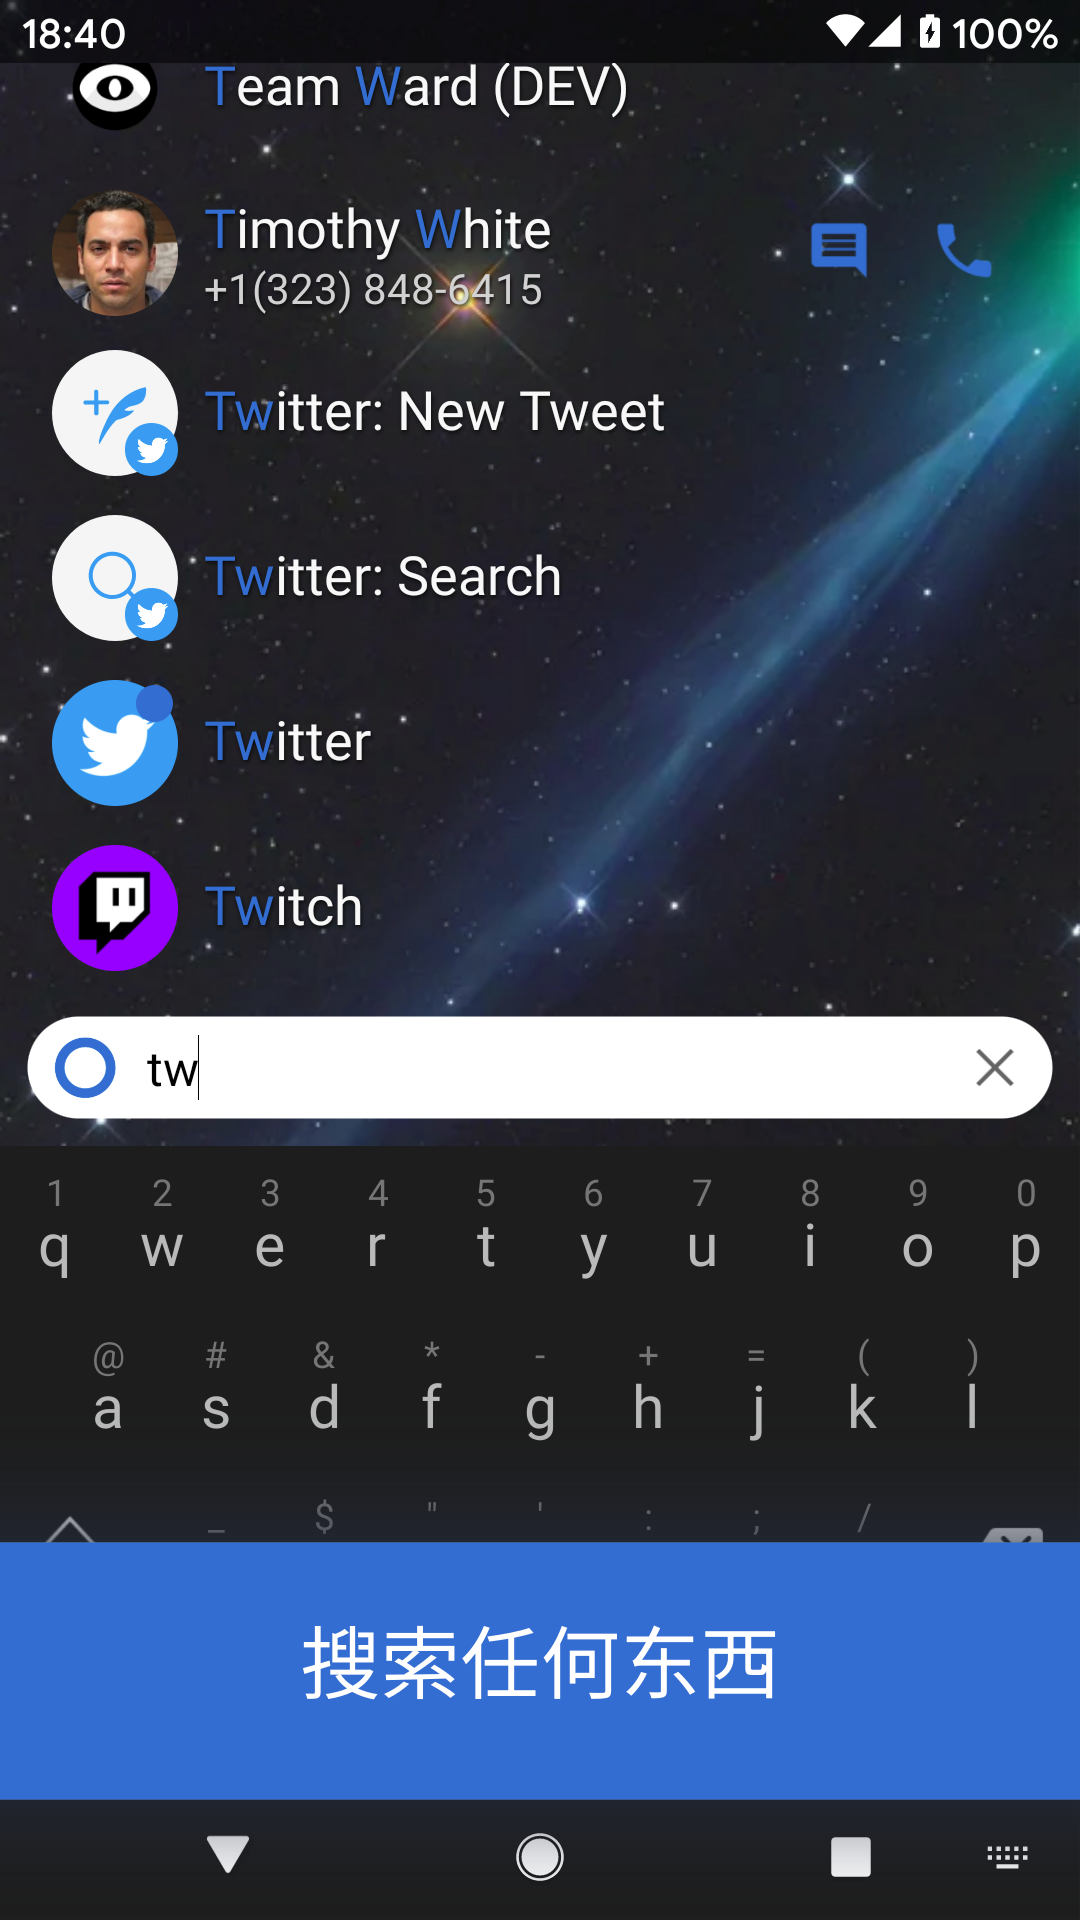 18:40
100%
Team Ward (DEV)
Timothy White
+1(323) 848-6415
Twitter: New Tweet
Twitter: Search
Twitter
Twitch
tw
1 2 3 4 5 6 7 8 9 0
q w e r t y u i o p
@ # & * - + = ( )
a s d f g h j k l
_ $ " ' : ; /
搜索任何东西